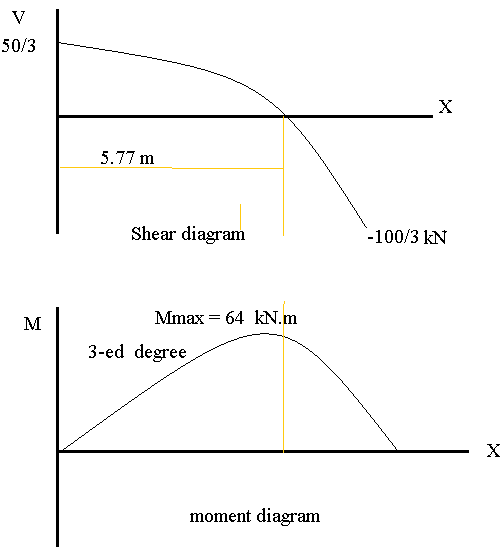 V
50/3
X
5.77 m
Shear diagram
-100/3 kN
Mmax = 64 kN.m
M
3-ed degree
X
moment diagram